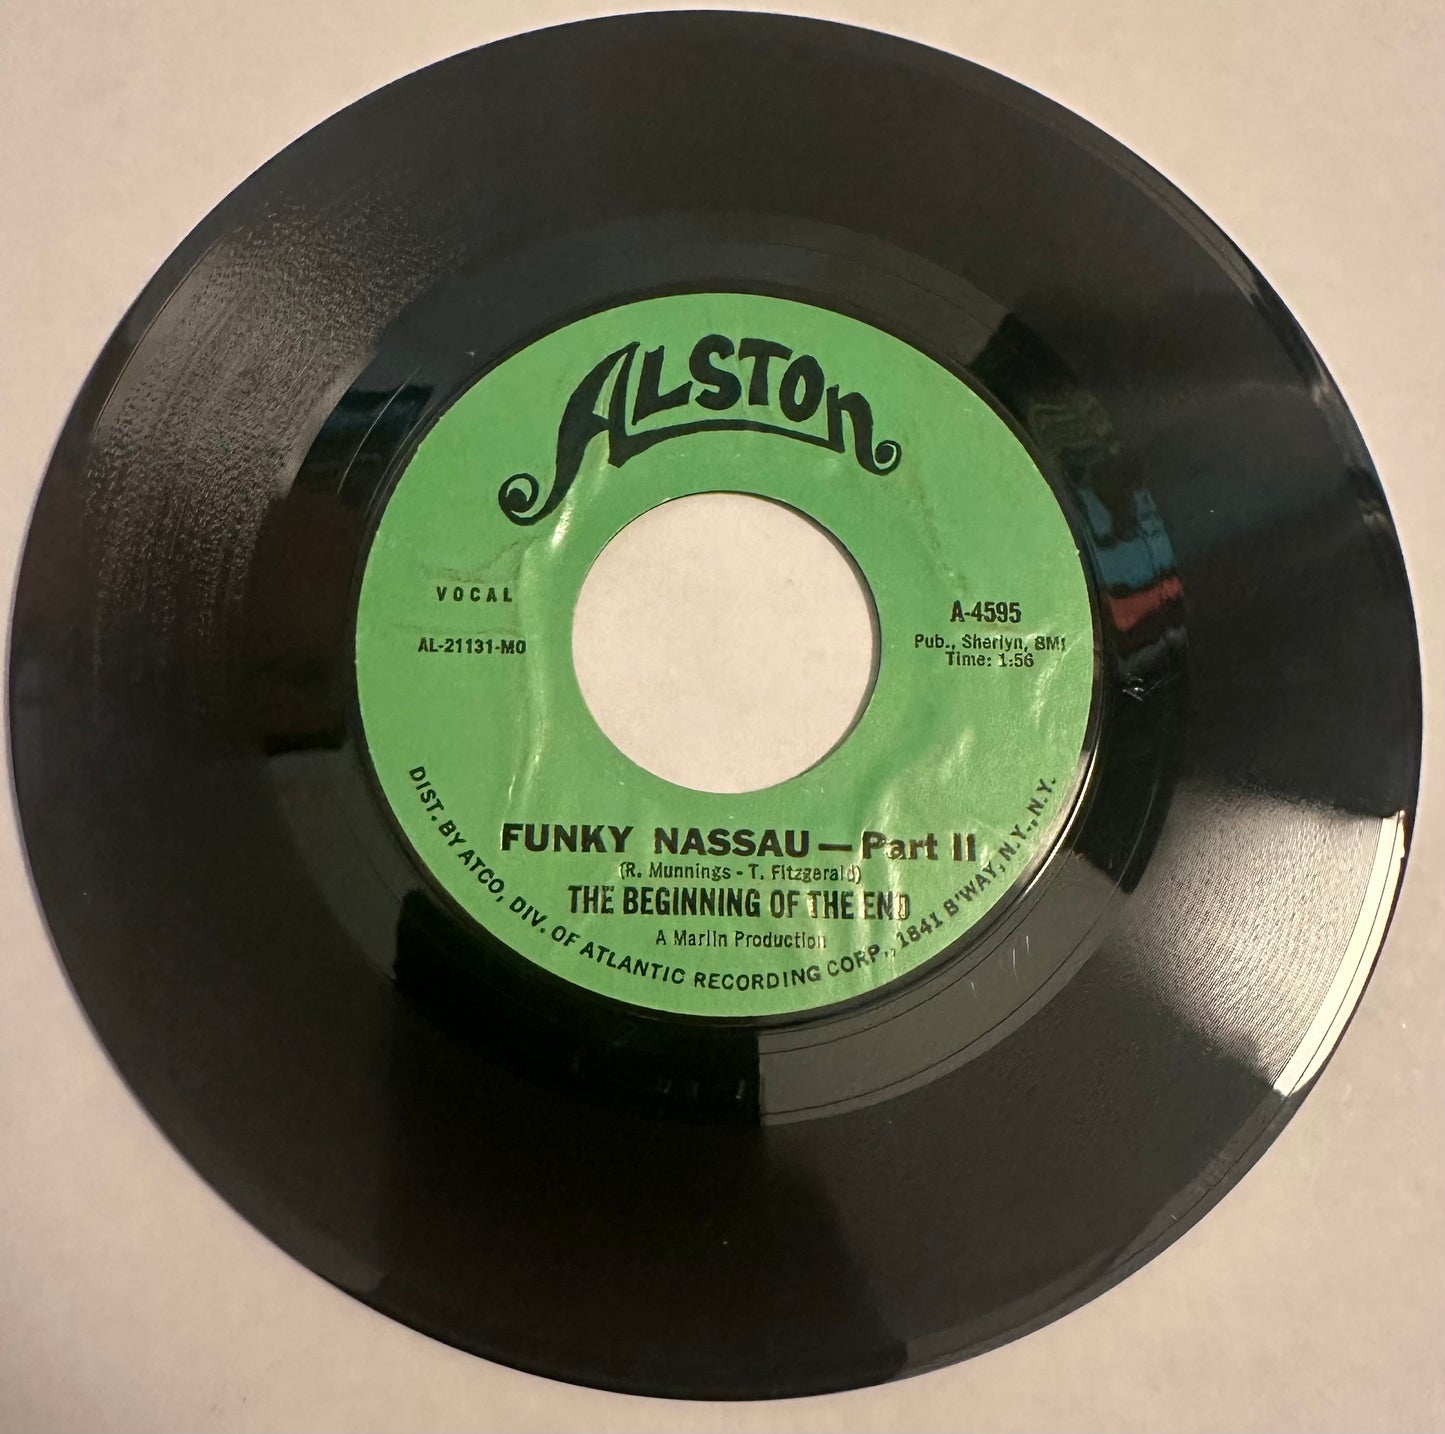 ALSTON
VOCAL
AL-21131-MO
A-4595
Pub., Sherlyn, BMI
Time: 1:56
FUNKY NASSAU — Part II
(R. Munnings - T. Fitzgerald)
THE BEGINNING OF THE END
A Marlin Production
DIST. BY ATCO, DIV. OF ATLANTIC RECORDING CORP., 1841 B'WAY, N.Y., N.Y.